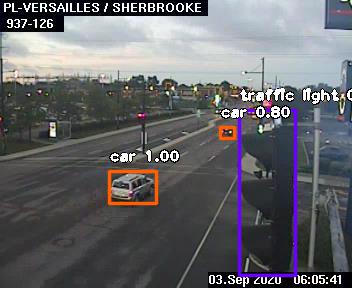 PL-VERSAILLES / SHERBROOKE
937-126
traffic light 0
car 0.80
car 1.00
03.Sep 2020 06:05:41